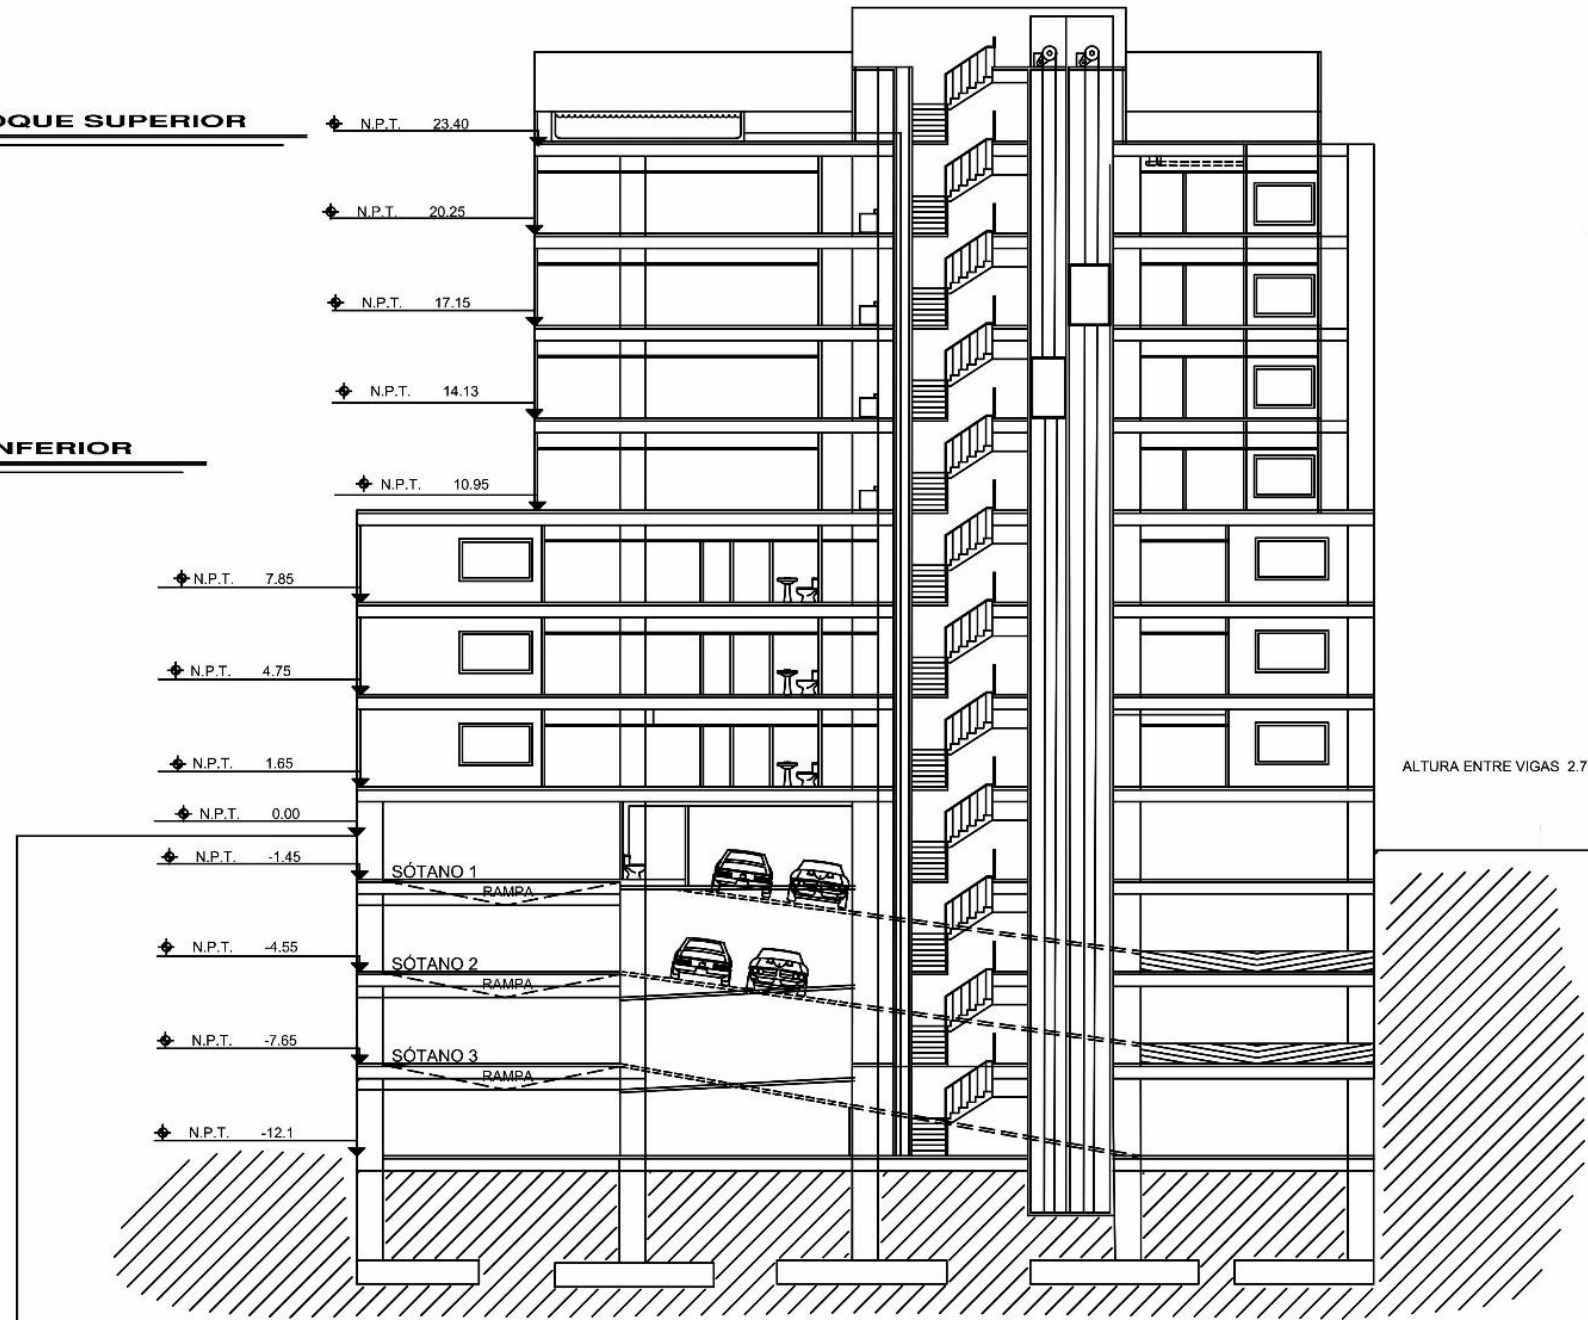 OQUE SUPERIOR
N.P.T. 23.40
N.P.T. 20.25
N.P.T. 17.15
N.P.T. 14.13
NFERIOR
N.P.T. 10.95
N.P.T. 7.85
N.P.T. 4.75
N.P.T. 1.65
ALTURA ENTRE VIGAS 2.7
N.P.T. 0.00
N.P.T. -1.45
SÓTANO 1
RAMPA
N.P.T. -4.55
SÓTANO 2
RAMPA
N.P.T. -7.65
SÓTANO 3
RAMPA
N.P.T. -12.1